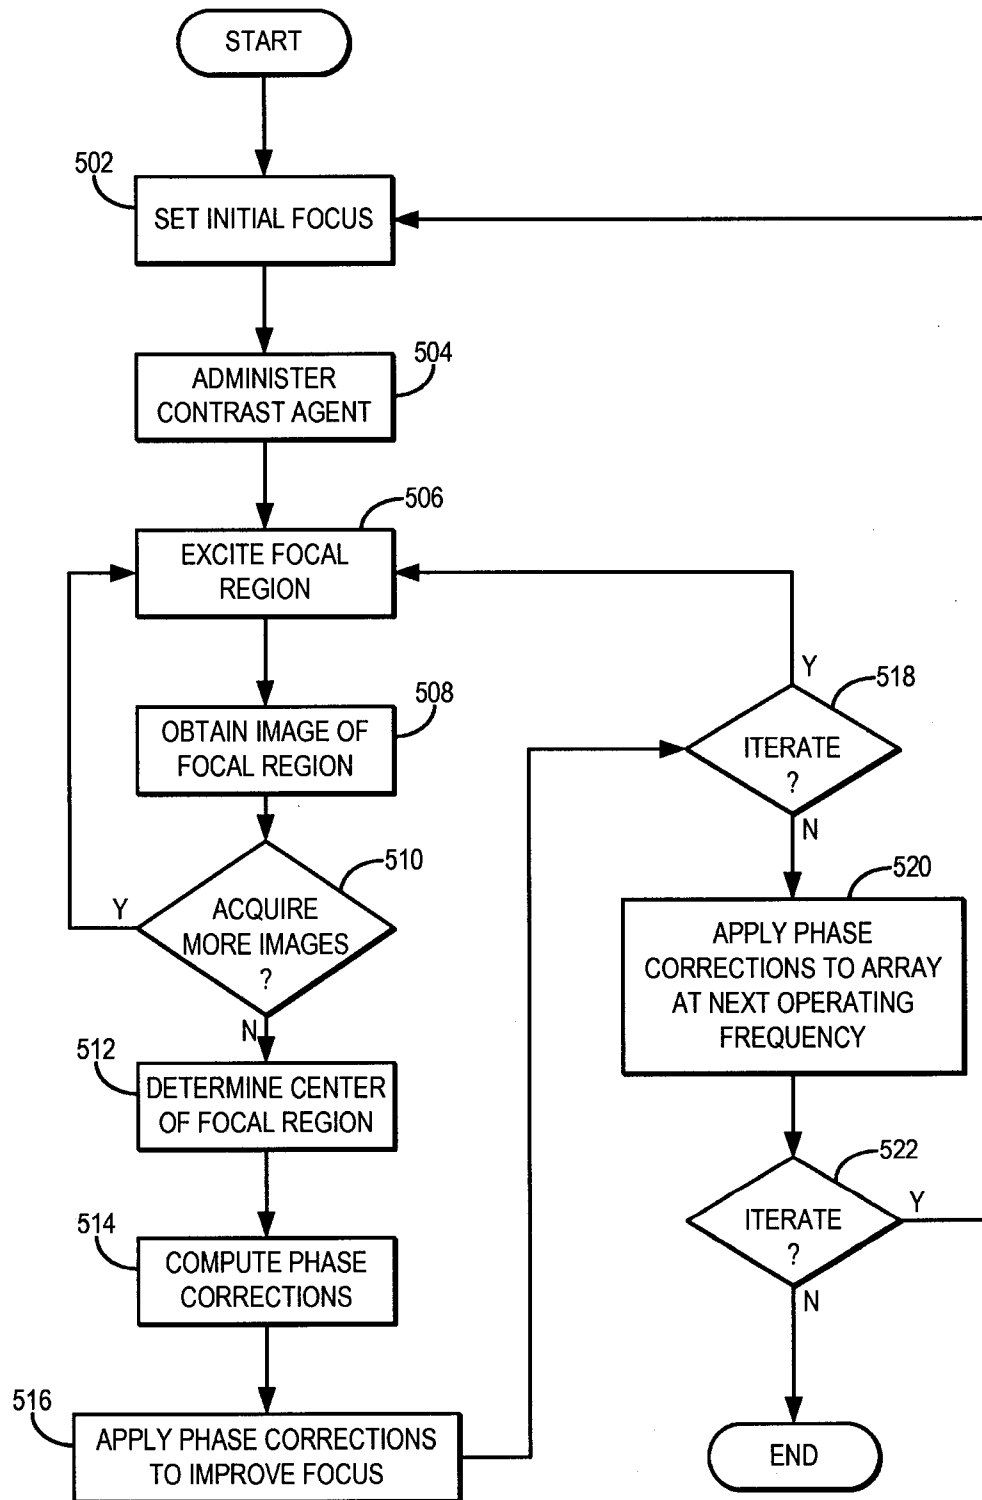 START
502
SET INITIAL FOCUS
504
ADMINISTER
CONTRAST AGENT
506
EXCITE FOCAL
REGION
508
OBTAIN IMAGE OF
FOCAL REGION
510
Y
ACQUIRE
MORE IMAGES
?
N
512
DETERMINE CENTER
OF FOCAL REGION
514
COMPUTE PHASE
CORRECTIONS
516
APPLY PHASE CORRECTIONS
TO IMPROVE FOCUS
Y
518
ITERATE
?
N
520
APPLY PHASE
CORRECTIONS TO ARRAY
AT NEXT OPERATING
FREQUENCY
522
Y
ITERATE
?
N
END